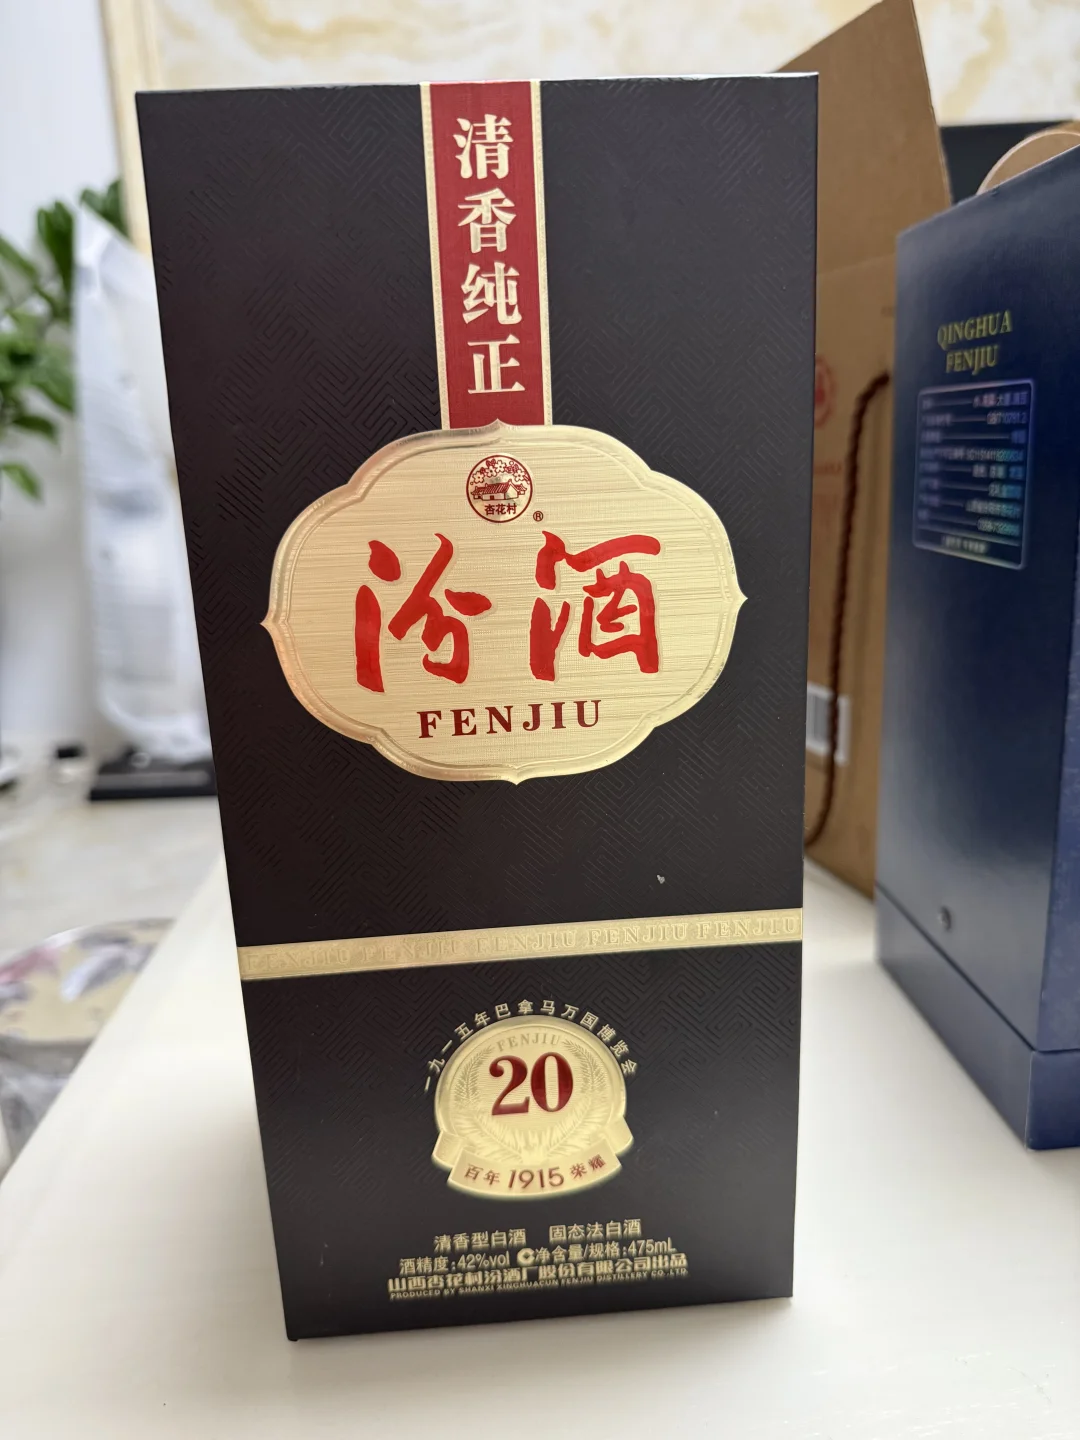 清香纯正
杏花村
®
汾酒
FENJIU
FENJIU FENJIU FENJIU FENJIU FENJIU
一九一五年巴拿马万国博览会
FENJIU
20
百年1915荣耀
清香型白酒 固态法白酒
酒精度:42%vol 净含量/规格:475mL
山西杏花村汾酒厂股份有限公司出品
PRODUCED BY SHANXI XINGHUACUN FENJIU DISTILLERY CO.,LTD.
QINGHUA
FENJIU